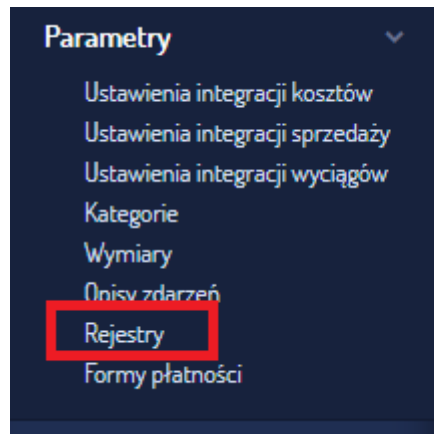 Parametry
Ustawienia integracji kosztów
Ustawienia integracji sprzedaży
Ustawienia integracji wyciągów
Kategorie
Wymiary
Opisy zdarzeń
Rejestry
Formy płatności